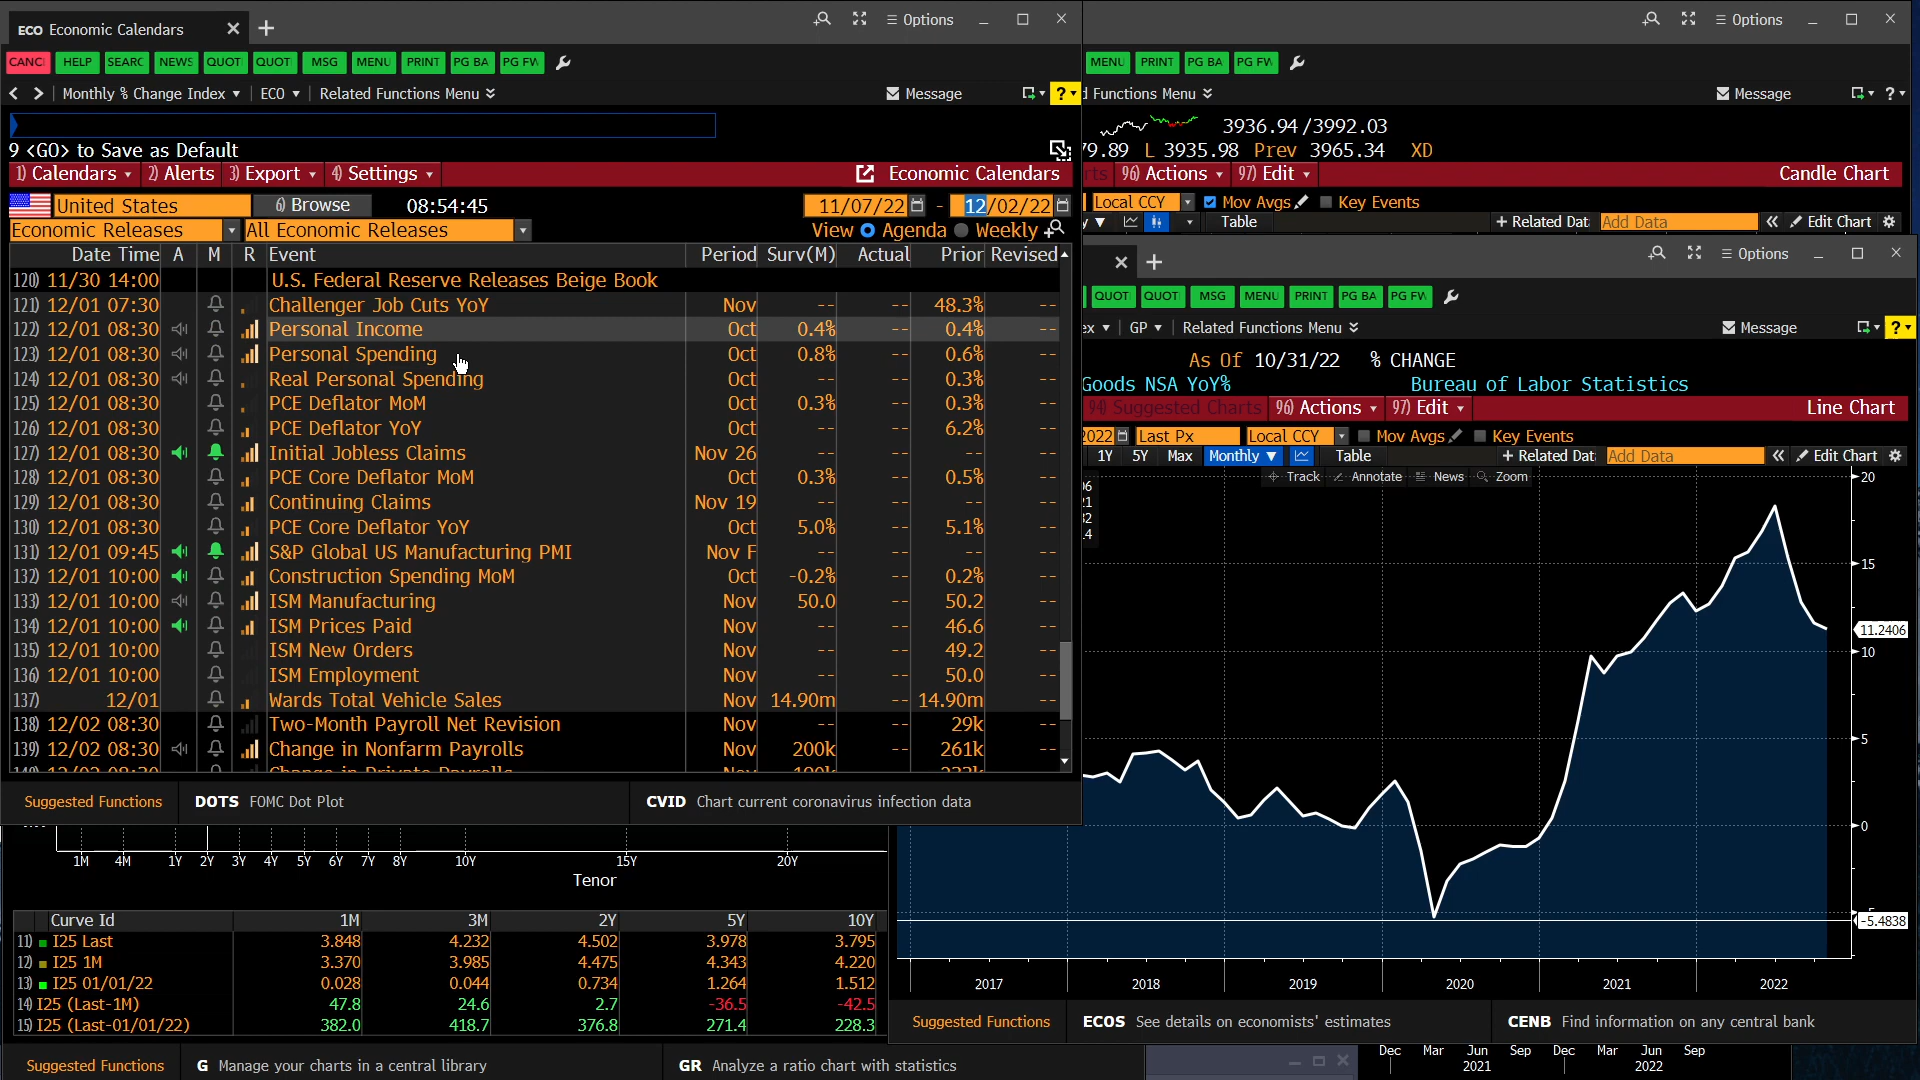 ECO Economic Calendars
Options
CANC HELP SEARC NEWS QUOT QUOT MSG MENU PRINT PG BA PG FW
Monthly % Change Index ECO Related Functions Menu
Message
?
9 <GO> to Save as Default
1) Calendars 2) Alerts 3) Export 4) Settings Economic Calendars
United States 6) Browse 08:54:45 11/07/22 - 12/02/22
Economic Releases All Economic Releases View Agenda Weekly
Date Time A M R Event Period Surv(M) Actual Prior Revised
120) 11/30 14:00 U.S. Federal Reserve Releases Beige Book
121) 12/01 07:30 Challenger Job Cuts YoY Nov -- -- 48.3% --
122) 12/01 08:30 Personal Income Oct 0.4% -- 0.4% --
123) 12/01 08:30 Personal Spending Oct 0.8% -- 0.6% --
124) 12/01 08:30 Real Personal Spending Oct -- -- 0.3% --
125) 12/01 08:30 PCE Deflator MoM Oct 0.3% -- 0.3% --
126) 12/01 08:30 PCE Deflator YoY Oct -- -- 6.2% --
127) 12/01 08:30 Initial Jobless Claims Nov 26 -- -- -- --
128) 12/01 08:30 PCE Core Deflator MoM Oct 0.3% -- 0.5% --
129) 12/01 08:30 Continuing Claims Nov 19 -- -- -- --
130) 12/01 08:30 PCE Core Deflator YoY Oct 5.0% -- 5.1% --
131) 12/01 09:45 S&P Global US Manufacturing PMI Nov F -- -- -- --
132) 12/01 10:00 Construction Spending MoM Oct -0.2% -- 0.2% --
133) 12/01 10:00 ISM Manufacturing Nov 50.0 -- 50.2 --
134) 12/01 10:00 ISM Prices Paid Nov -- -- 46.6 --
135) 12/01 10:00 ISM New Orders Nov -- -- 49.2 --
136) 12/01 10:00 ISM Employment Nov -- -- 50.0 --
137) 12/01 Wards Total Vehicle Sales Nov 14.90m -- 14.90m --
138) 12/02 08:30 Two-Month Payroll Net Revision Nov -- -- 29k --
139) 12/02 08:30 Change in Nonfarm Payrolls Nov 200k -- 261k --
Suggested Functions DOTS FOMC Dot Plot CVID Chart current coronavirus infection data
1M 4M 1Y 2Y 3Y 4Y 5Y 6Y 7Y 8Y 10Y 15Y 20Y
Tenor
Curve Id 1M 3M 2Y 5Y 10Y
11) I25 Last 3.848 4.232 4.502 3.978 3.795
12) I25 1M 3.370 3.985 4.475 4.343 4.220
13) I25 01/01/22 0.028 0.044 0.734 1.264 1.512
14) I25 (Last-1M) 47.8 24.6 2.7 -36.5 -42.5
15) I25 (Last-01/01/22) 382.0 418.7 376.8 271.4 228.3
Suggested Functions G Manage your charts in a central library GR Analyze a ratio chart with statistics
Options
MENU PRINT PG BA PG FW
Functions Menu
Message ?
3936.94/3992.03
79.89 L 3935.98 Prev 3965.34 XD
96) Actions 97) Edit Candle Chart
Local CCY Mov Avgs Key Events
Table + Related Dat Add Data « Edit Chart
Options
QUOT QUOT MSG MENU PRINT PG BA PG FW
ex GP Related Functions Menu Message ?
As Of 10/31/22 % CHANGE
Goods NSA YoY% Bureau of Labor Statistics
94) Suggested Charts 96) Actions 97) Edit Line Chart
2022 Last Px Local CCY Mov Avgs Key Events
1Y 5Y Max Monthly ▼ Table + Related Dat Add Data « Edit Chart
Track Annotate News Zoom
20
15
11.2406
10
5
0
-5.4838
2017 2018 2019 2020 2021 2022
Suggested Functions ECOS See details on economists' estimates CENB Find information on any central bank
Dec Mar Jun Sep Dec Mar Jun Sep
2021 2022